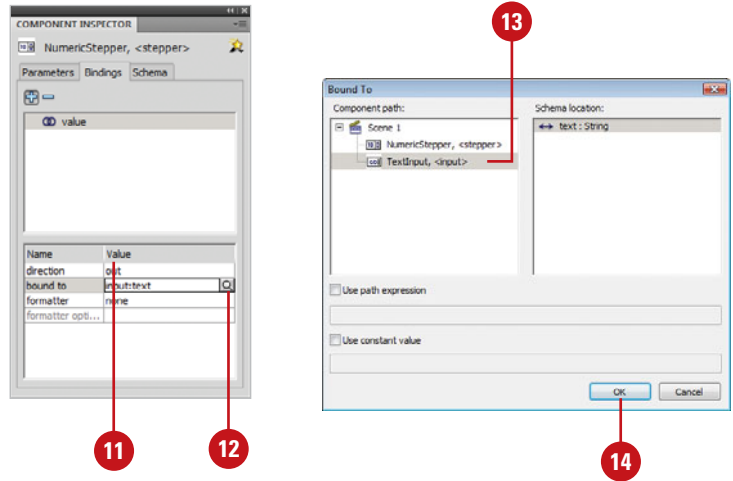 COMPONENT INSPECTOR
NumericStepper, <stepper>
Parameters Bindings Schema
value
Name Value
direction out
bound to input:text
formatter none
formatter opti...
11
12
13
Bound To
Component path: Schema location:
Scene 1
NumericStepper, <stepper>
TextInput, <input>
text : String
Use path expression
Use constant value
OK Cancel
14